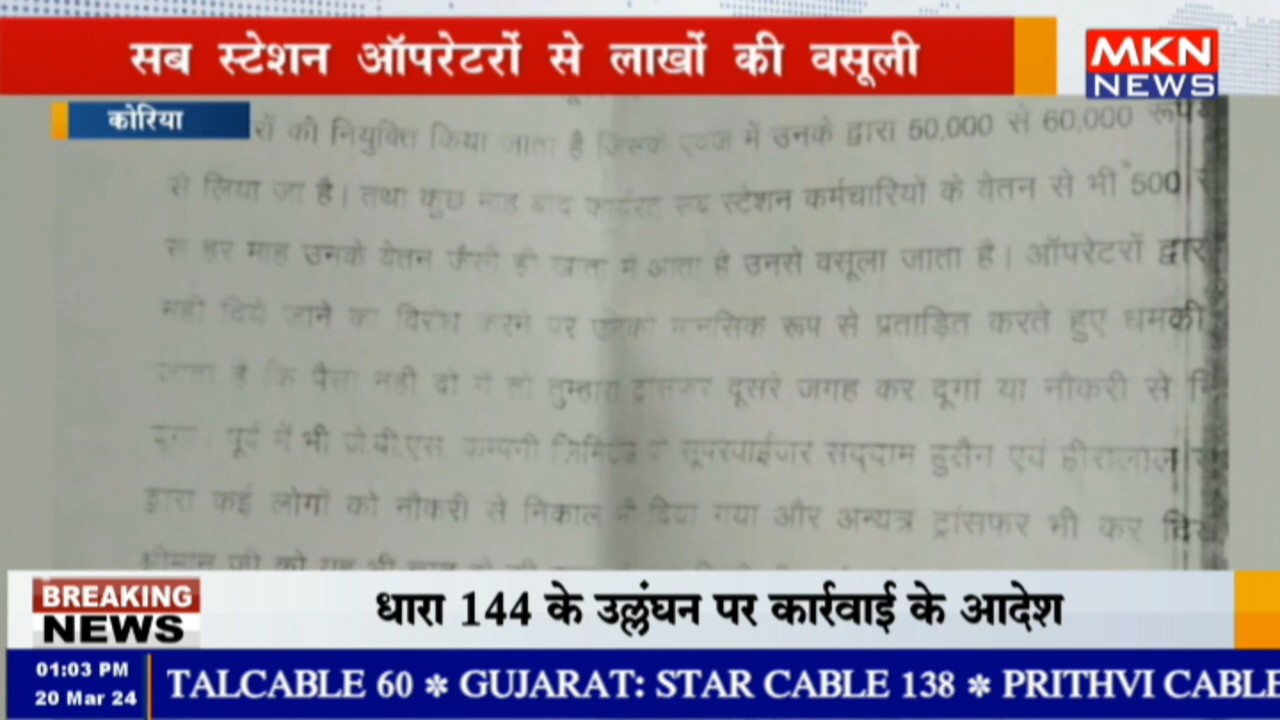 सब स्टेशन ऑपरेटरों से लाखों की वसूली
MKN
NEWS
कोरिया
रों की नियुक्ति किया जाता है जिसके एवज में उनके द्वारा 50,000 से 60,000
से लिया जा है। तथा कुछ माह बाद कार्यरत सब स्टेशन कर्मचारियों के वेतन से भी 500
हर माह उनके वेतन जैसे ही खाता में आता है उनसे वसूला जाता है। ऑपरेटरों
नही दिये जाने का विरोध करने पर उनको मानसिक रूप से प्रताड़ित करते हुए धमकी
जाता है कि पैसा नही दो गे तो तुम्हारा ट्रांसफर दूसरे जगह कर दूगां या नौकरी से
दूगा। पूर्व में भी जे.बी.एस. कम्पनी लिमिटेड के सूपरवाईजर सद्दाम हुसैन एवं हीरालाल
द्वारा कई लोगों को नौकरी से निकाल भी दिया गया और अन्यत्र ट्रांसफर भी कर
BREAKING
NEWS
धारा 144 के उल्लंघन पर कार्रवाई के आदेश
01:03 PM
20 Mar 24
TALCABLE 60 * GUJARAT: STAR CABLE 138 * PRITHVI CABLE